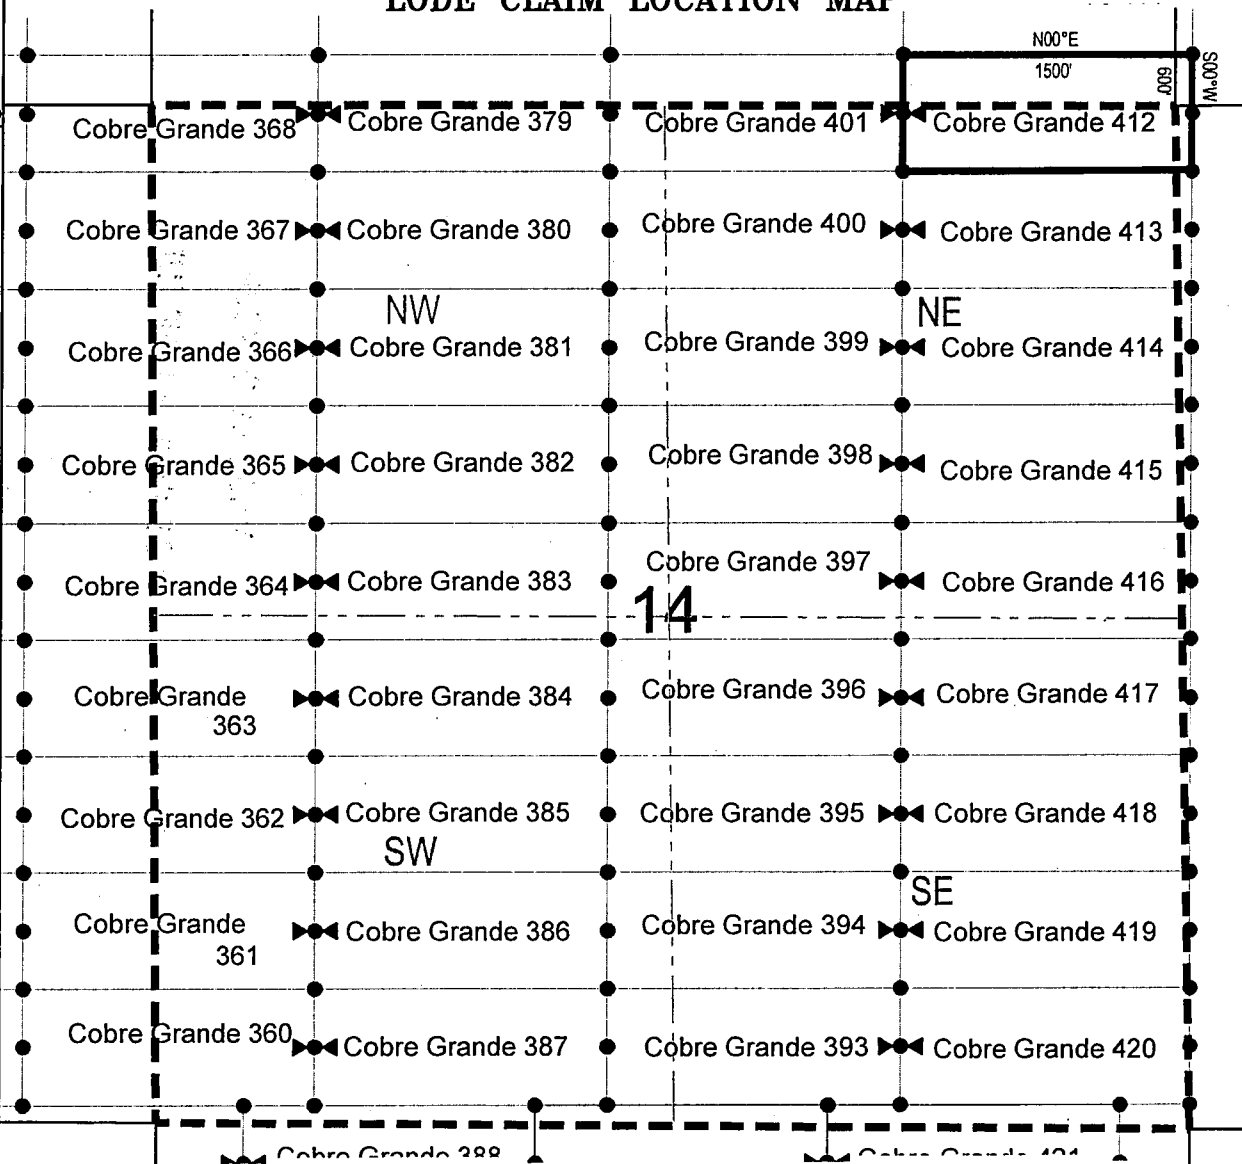 LODE CLAIM LOCATION MAP
N00°E
1500'
600'
S00°W
Cobre Grande 368
Cobre Grande 379
Cobre Grande 401
Cobre Grande 412
Cobre Grande 367
Cobre Grande 380
Cobre Grande 400
Cobre Grande 413
NW
NE
Cobre Grande 366
Cobre Grande 381
Cobre Grande 399
Cobre Grande 414
Cobre Grande 365
Cobre Grande 382
Cobre Grande 398
Cobre Grande 415
Cobre Grande 364
Cobre Grande 383
Cobre Grande 397
Cobre Grande 416
14
Cobre Grande
363
Cobre Grande 384
Cobre Grande 396
Cobre Grande 417
Cobre Grande 362
Cobre Grande 385
Cobre Grande 395
Cobre Grande 418
SW
SE
Cobre Grande
361
Cobre Grande 386
Cobre Grande 394
Cobre Grande 419
Cobre Grande 360
Cobre Grande 387
Cobre Grande 393
Cobre Grande 420
Cobre Grande 388
Cobre Grande 421